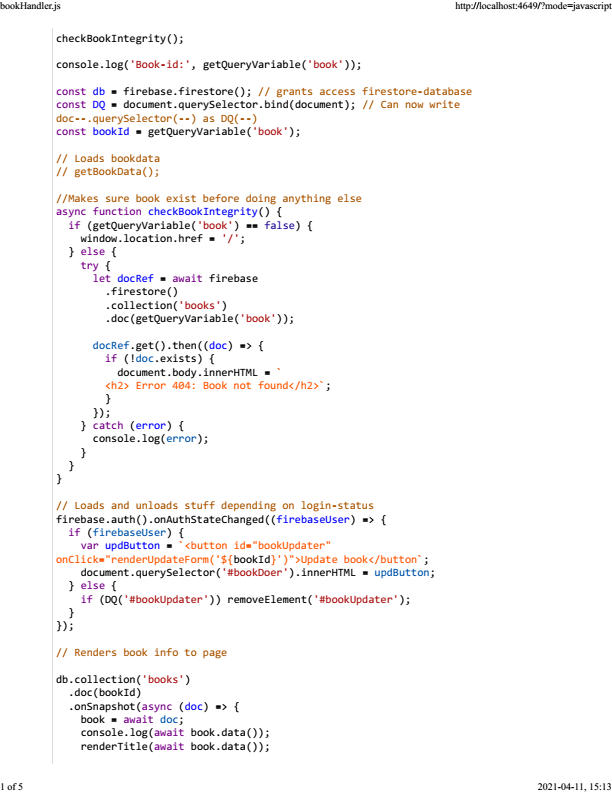 bookHandler.js
http://localhost:4649/?mode=javascript
checkBookIntegrity();
console.log('Book-id:', getQueryVariable('book'));
const db = firebase.firestore(); // grants access firestore-database
const DQ = document.querySelector.bind(document); // Can now write
doc--.querySelector(--) as DQ(--)
const bookId = getQueryVariable('book');
// Loads bookdata
// getBookData();
//Makes sure book exist before doing anything else
async function checkBookIntegrity() {
  if (getQueryVariable('book') == false) {
    window.location.href = '/';
  } else {
    try {
      let docRef = await firebase
        .firestore()
        .collection('books')
        .doc(getQueryVariable('book'));
      docRef.get().then((doc) => {
        if (!doc.exists) {
          document.body.innerHTML = `
        <h2> Error 404: Book not found</h2>`;
        }
      });
    } catch (error) {
      console.log(error);
    }
  }
}
// Loads and unloads stuff depending on login-status
firebase.auth().onAuthStateChanged((firebaseUser) => {
  if (firebaseUser) {
    var updButton = `<button id="bookUpdater"
onClick="renderUpdateForm('${bookId}')">Update book</button`;
    document.querySelector('#bookDoer').innerHTML = updButton;
  } else {
    if (DQ('#bookUpdater')) removeElement('#bookUpdater');
  }
});
// Renders book info to page
db.collection('books')
  .doc(bookId)
  .onSnapshot(async (doc) => {
    book = await doc;
    console.log(await book.data());
    renderTitle(await book.data());
1 of 5
2021-04-11, 15:13